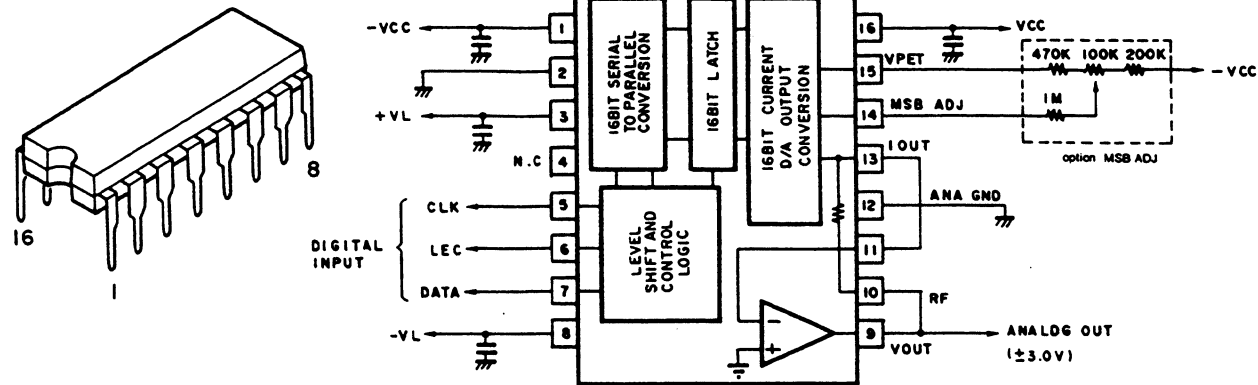 16
1
8
-VCC
1
2
+VL
3
N.C
4
DIGITAL
INPUT
CLK
5
LEC
6
DATA
7
-VL
8
16BIT SERIAL
TO PARALLEL
CONVERSION
16BIT LATCH
16BIT CURRENT
D/A OUTPUT
CONVERSION
LEVEL
SHIFT AND
CONTROL
LOGIC
-
+
16
VCC
15
VPET
470K 100K 200K
-VCC
14
MSB ADJ
1M
option MSB ADJ
13
IOUT
12
ANA GND
11
10
RF
9
VOUT
ANALDG OUT
(±3.0V)